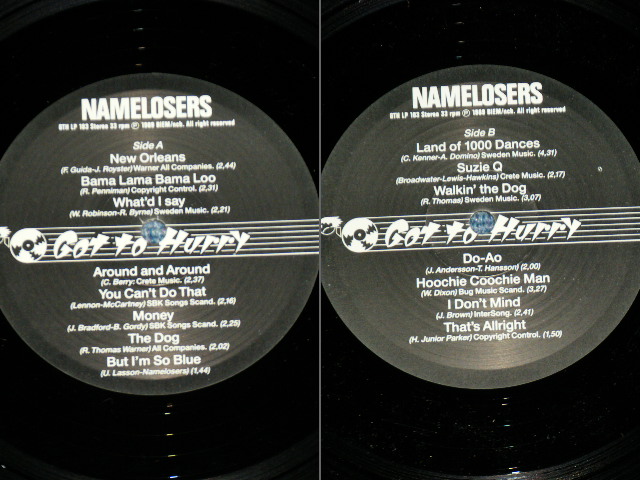 NAMELOSERS
GTH LP 103 Stereo 33 rpm Ⓟ 1989 BIEM/ncb. All right reserved
Side A
New Orleans
(F. Guida-J. Royster) Warner All Companies. (2,44)
Bama Lama Bama Loo
(R. Penniman) Copyright Control. (2,31)
What'd I say
(W. Robinson-R. Byrne) Sweden Music. (2,21)
Got to Hurry
Around and Around
(C. Berry: Crete Music. (2,37)
You Can't Do That
(Lennon-McCartney) SBK Songs Scand. (2,16)
Money
(J. Bradford-B. Gordy) SBK Songs Scand. (2,25)
The Dog
(R. Thomas Warner) All Companies. (2,02)
But I'm So Blue
(U. Lasson-Namelosers) (1,44)
NAMELOSERS
GTH LP 103 Stereo 33 rpm Ⓟ 1989 BIEM/ncb. All right reserved
Side B
Land of 1000 Dances
(C. Kenner-A. Domino) Sweden Music. (4,31)
Suzie Q
(Broadwater-Lewis-Hawkins) Crete Music. (2,17)
Walkin' the Dog
(R. Thomas) Sweden Music. (3,07)
Got to Hurry
Do-Ao
(J. Andersson-T. Hansson) (2,00)
Hoochie Coochie Man
(W. Dixon) Bug Music Scand. (3,27)
I Don't Mind
(J. Brown) InterSong. (2,41)
That's Allright
(H. Junior Parker) Copyright Control. (1,50)